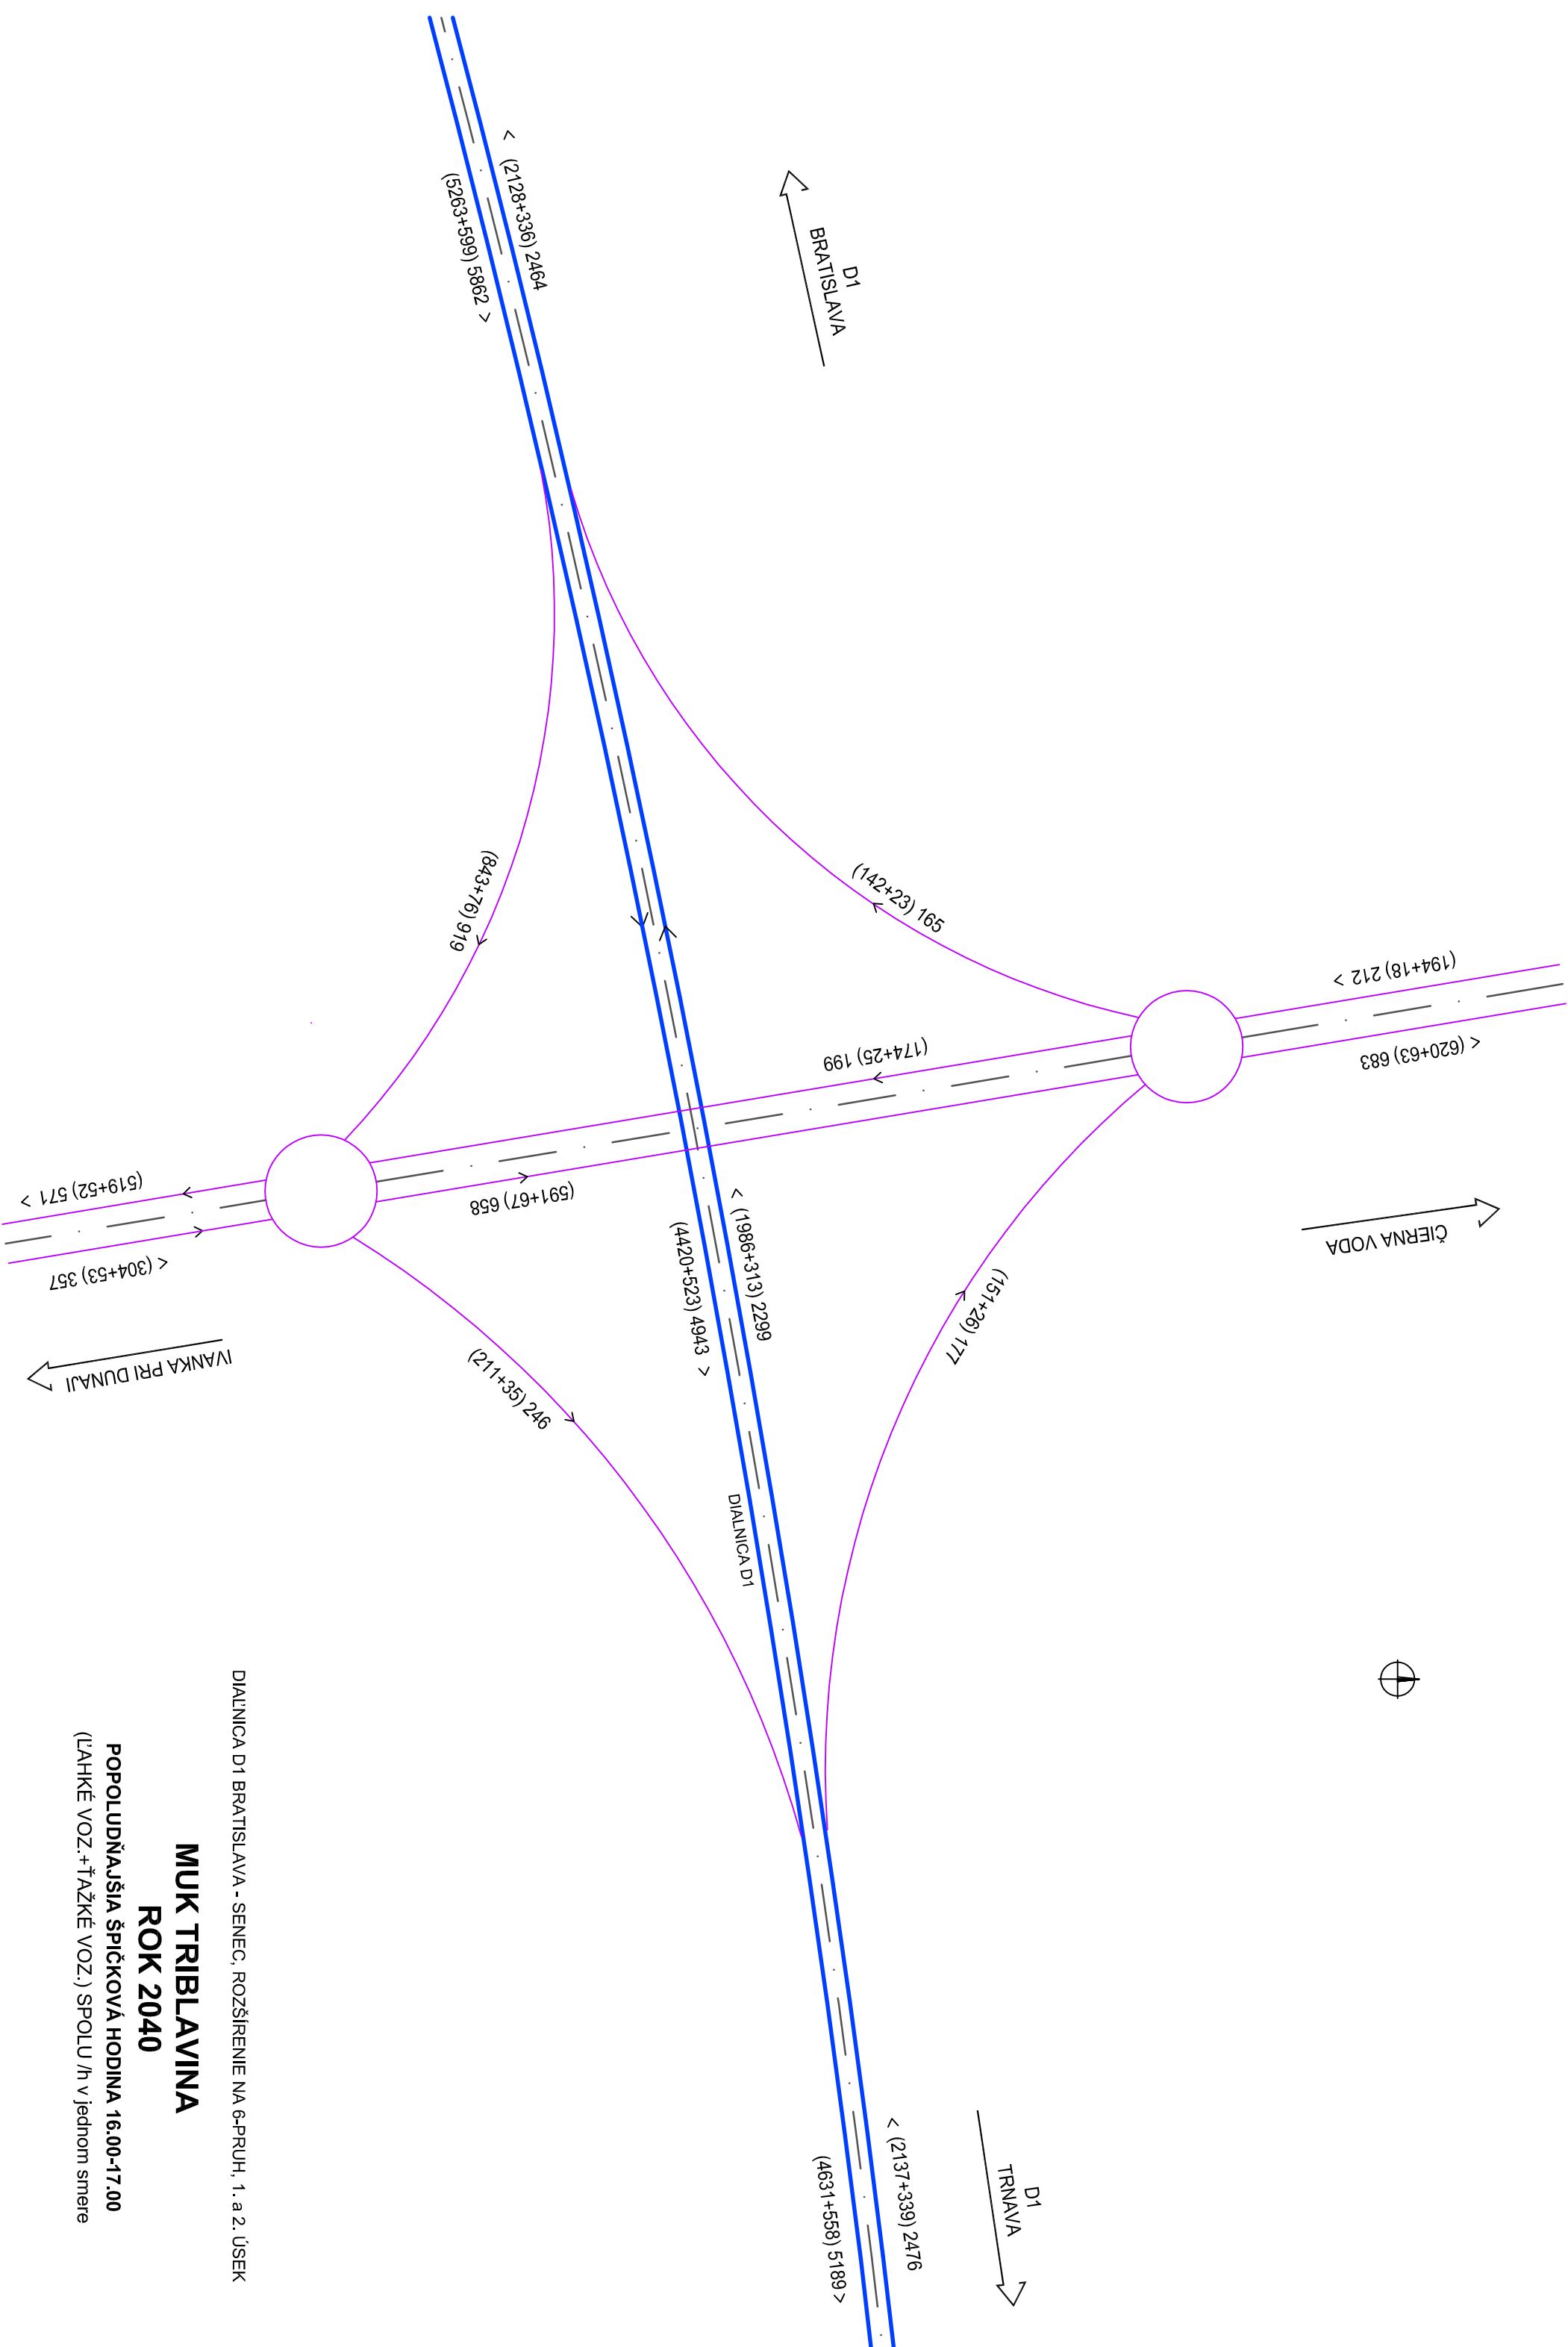 D1
BRATISLAVA
< (2128+336) 2464
(5263+599) 5862 >
(843+76) 919
(142+23) 165
(194+18) 212 >
< (620+63) 683
(174+25) 199
(591+67) 658
(519+52) 571 >
< (304+53) 357
IVANKA PRI DUNAJI
ČIERNA VODA
< (1986+313) 2299
(4420+523) 4943 >
(211+35) 246
(151+26) 177
DIALNICA D1
D1
TRNAVA
< (2137+339) 2476
(4631+558) 5189 >
DIAĽNICA D1 BRATISLAVA - SENEC, ROZŠÍRENIE NA 6-PRUH, 1. a 2. ÚSEK
MUK TRIBLAVINA
ROK 2040
POPOLUDŇAJŠIA ŠPIČKOVÁ HODINA 16.00-17.00
(ĽAHKÉ VOZ.+ŤAŽKÉ VOZ.) SPOLU /h v jednom smere